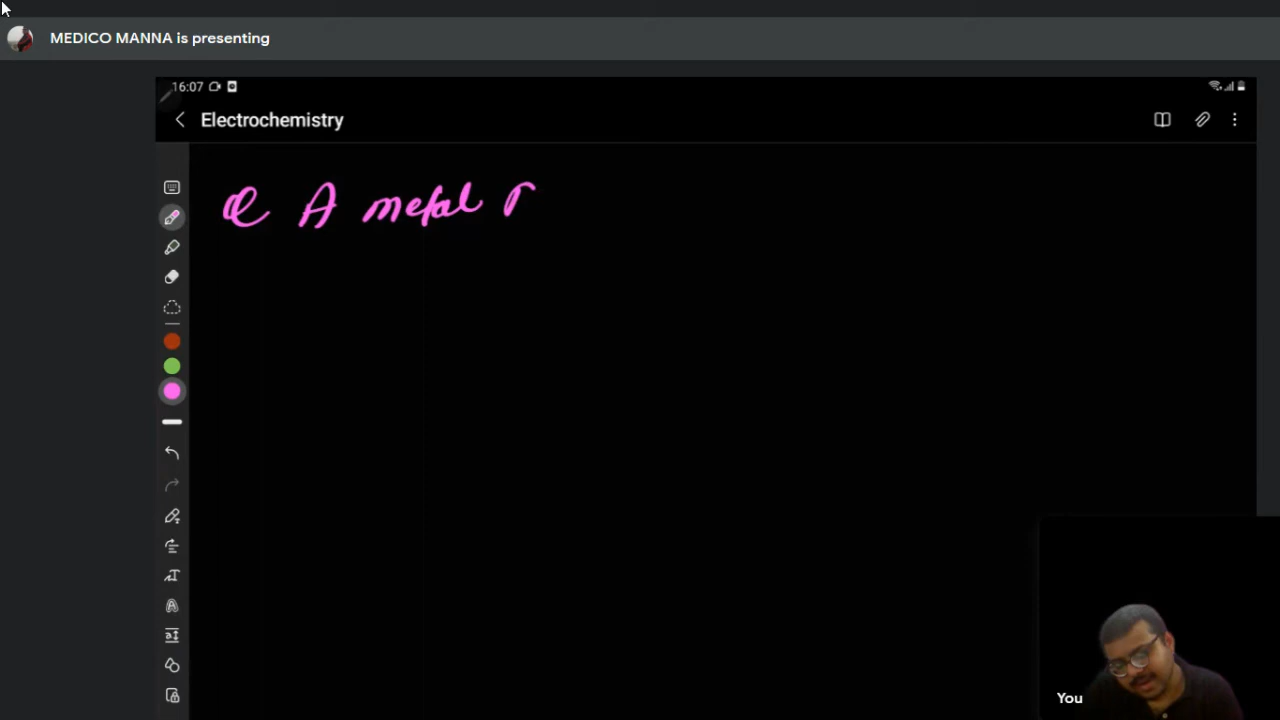 MEDICO MANNA is presenting
16:07
Electrochemistry
Q A metal r
You